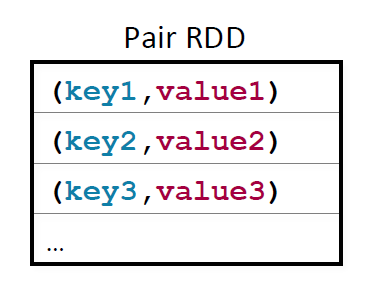 Pair RDD
(key1,value1)
(key2,value2)
(key3,value3)
...